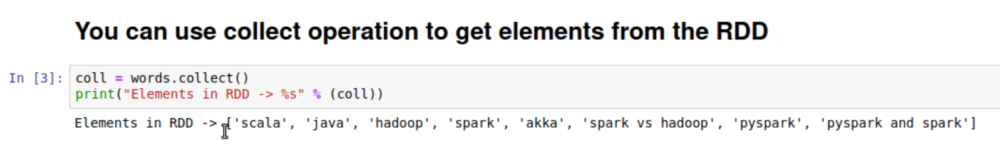 You can use collect operation to get elements from the RDD
In [3]: coll = words.collect()
print("Elements in RDD -> %s" % (coll))
Elements in RDD -> ['scala', 'java', 'hadoop', 'spark', 'akka', 'spark vs hadoop', 'pyspark', 'pyspark and spark']